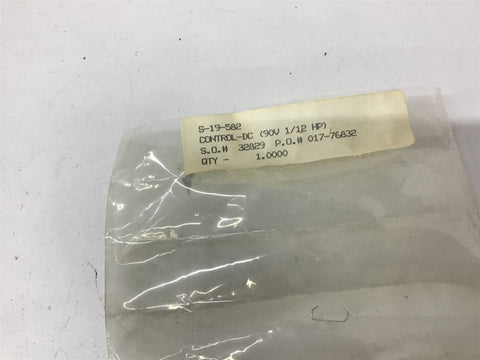 S-19-582
CONTROL-DC (90V 1/12 HP)
S.O.# 32829 P.O.# 017-76832
QTY - 1.0000